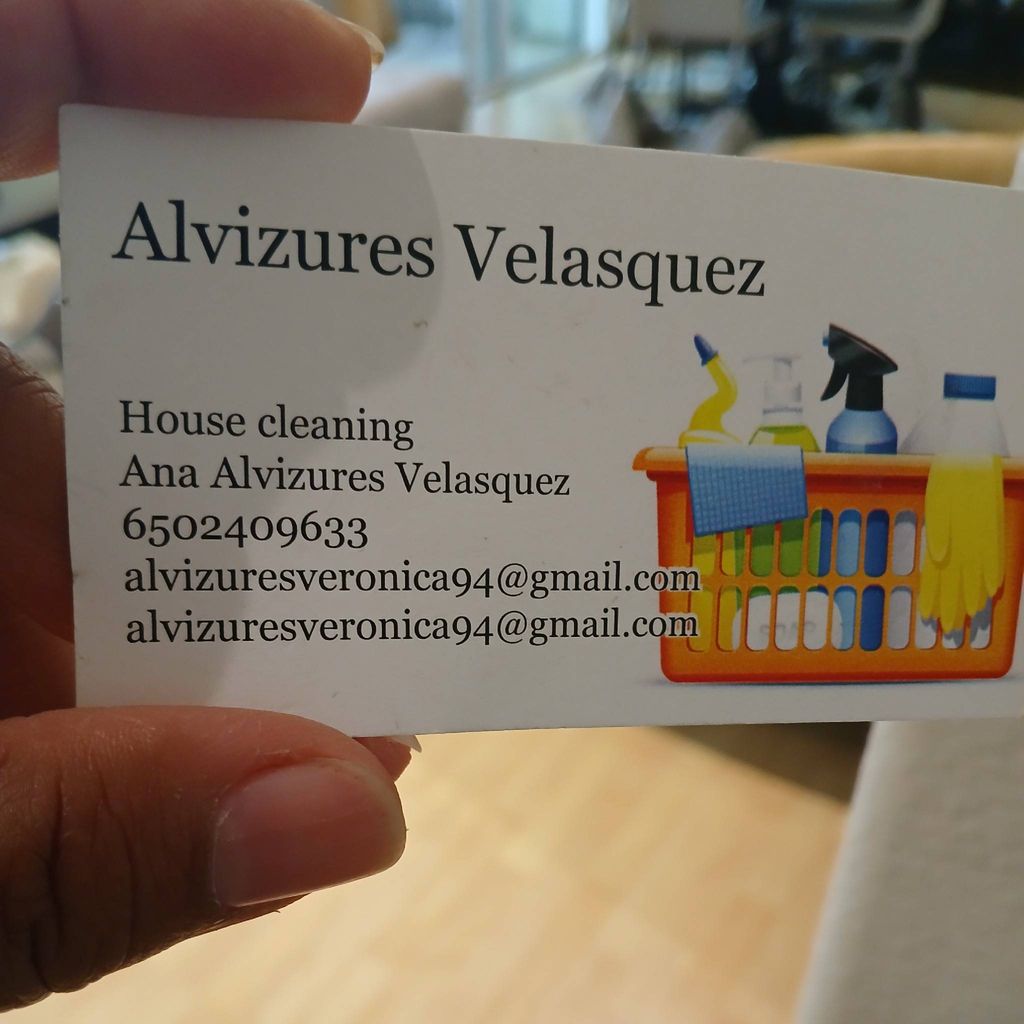 Alvizures Velasquez
House cleaning
Ana Alvizures Velasquez
6502409633
alvizuresveronica94@gmail.com
alvizuresveronica94@gmail.com